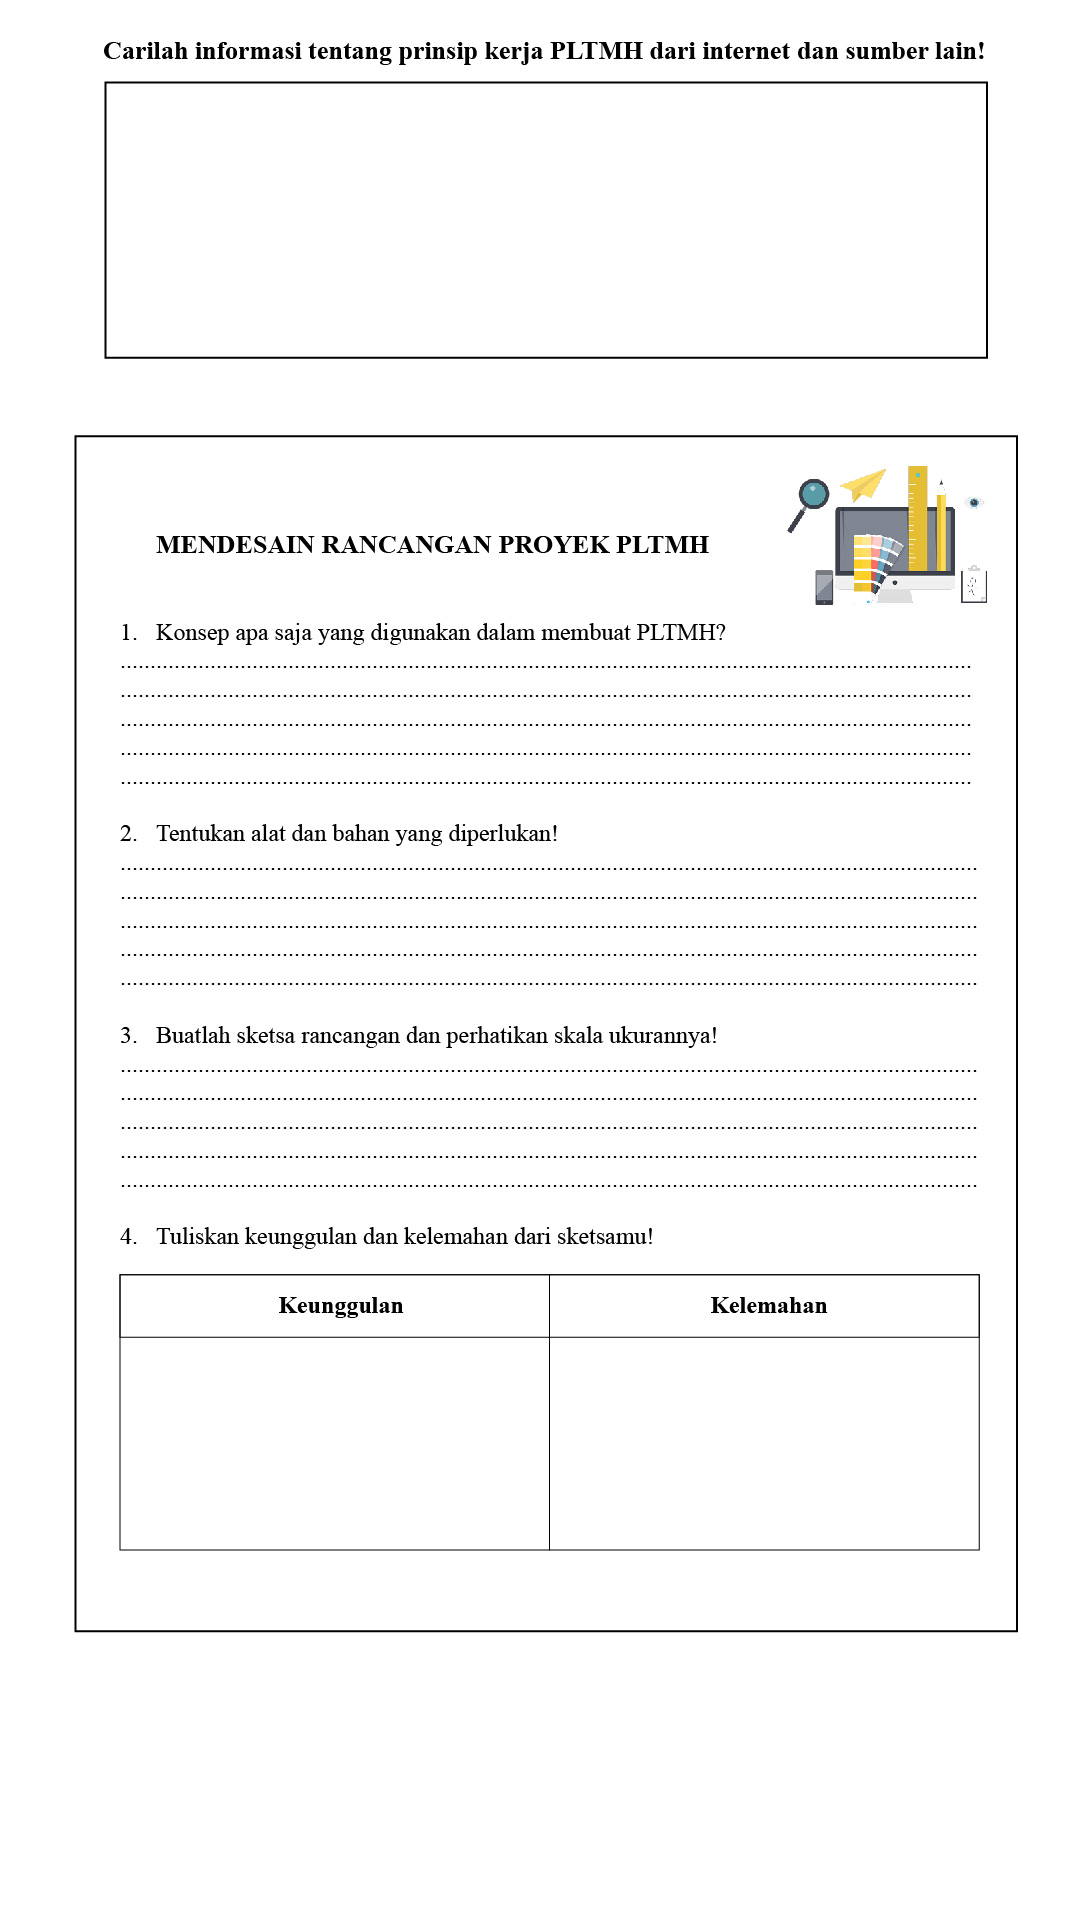 Carilah informasi tentang prinsip kerja PLTMH dari internet dan sumber lain!
MENDESAIN RANCANGAN PROYEK PLTMH
1. Konsep apa saja yang digunakan dalam membuat PLTMH?
..............................................................................................................................................
..............................................................................................................................................
..............................................................................................................................................
..............................................................................................................................................
..............................................................................................................................................
2. Tentukan alat dan bahan yang diperlukan!
...............................................................................................................................................
...............................................................................................................................................
...............................................................................................................................................
...............................................................................................................................................
...............................................................................................................................................
3. Buatlah sketsa rancangan dan perhatikan skala ukurannya!
...............................................................................................................................................
...............................................................................................................................................
...............................................................................................................................................
...............................................................................................................................................
...............................................................................................................................................
4. Tuliskan keunggulan dan kelemahan dari sketsamu!
Keunggulan
Kelemahan